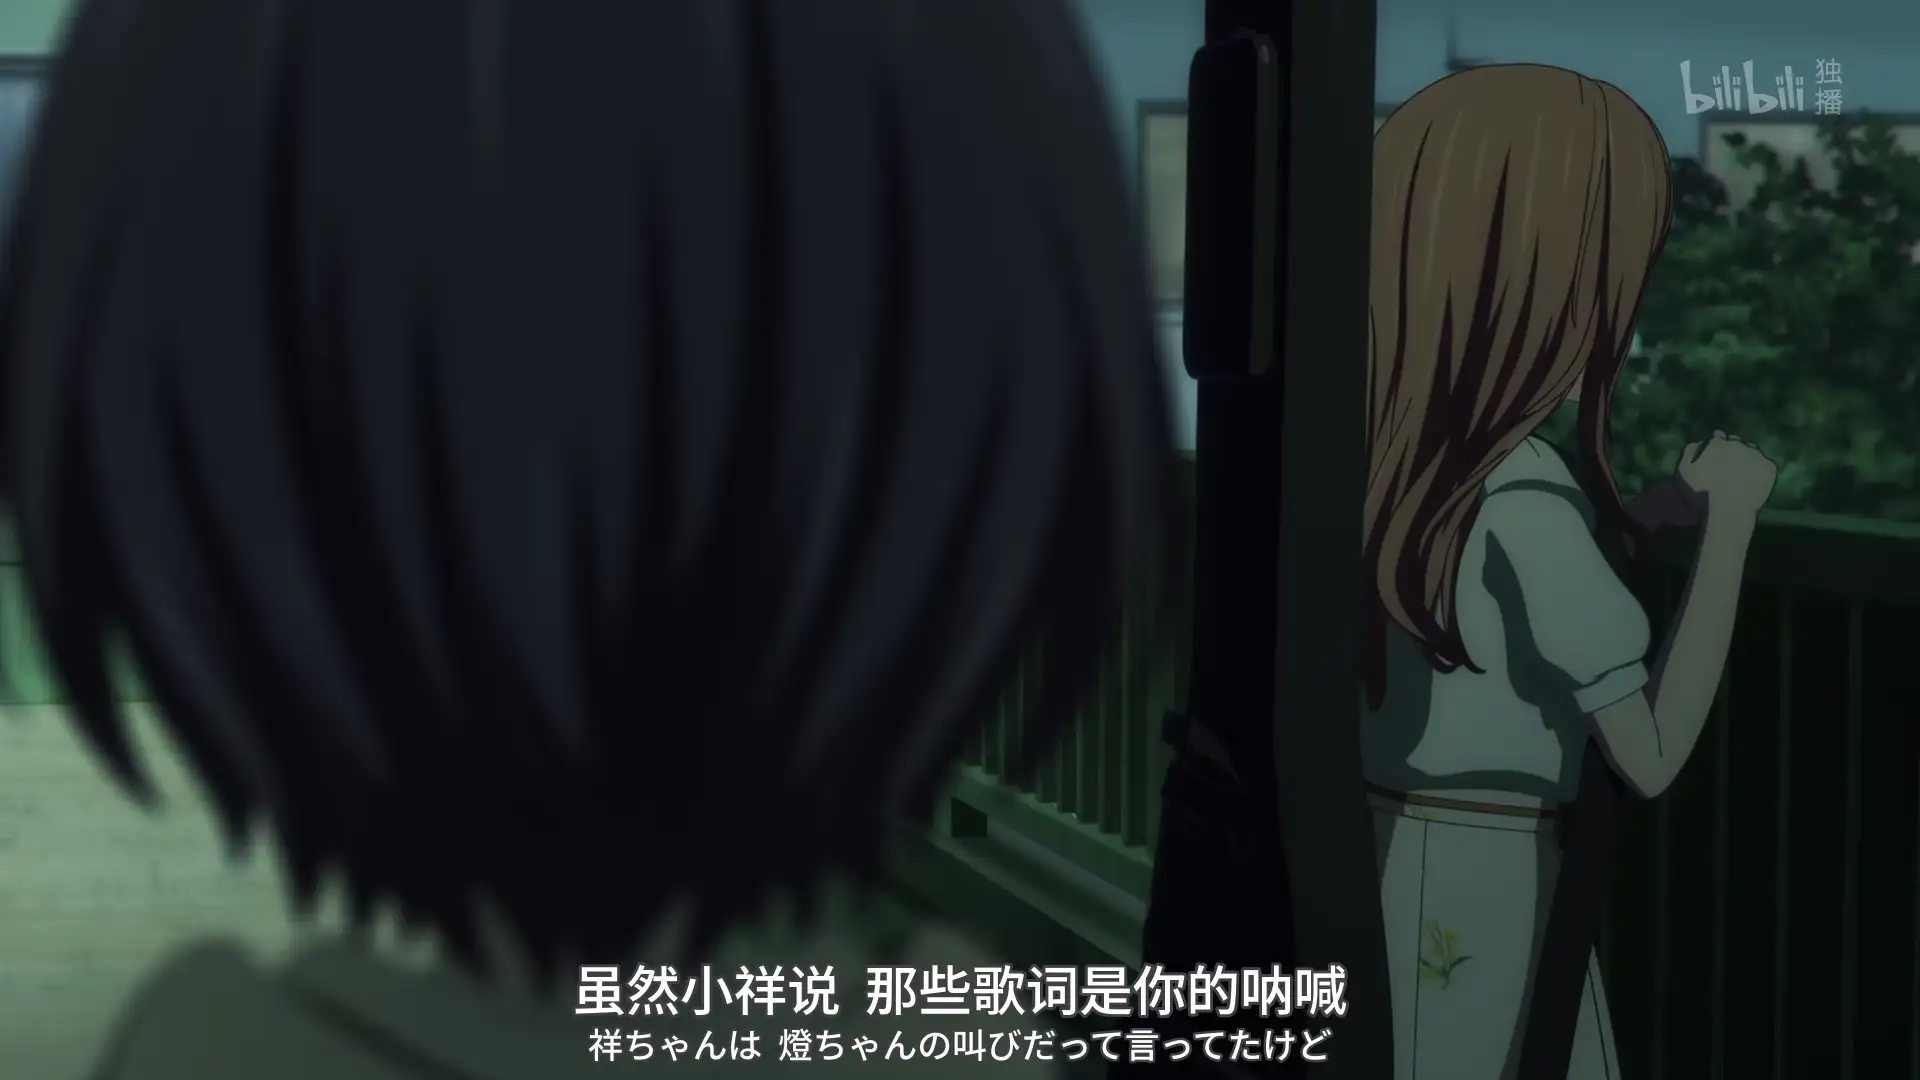 bilibili 独播
虽然小祥说 那些歌词是你的呐喊
祥ちゃんは 燈ちゃんの叫びだって言ってたけど